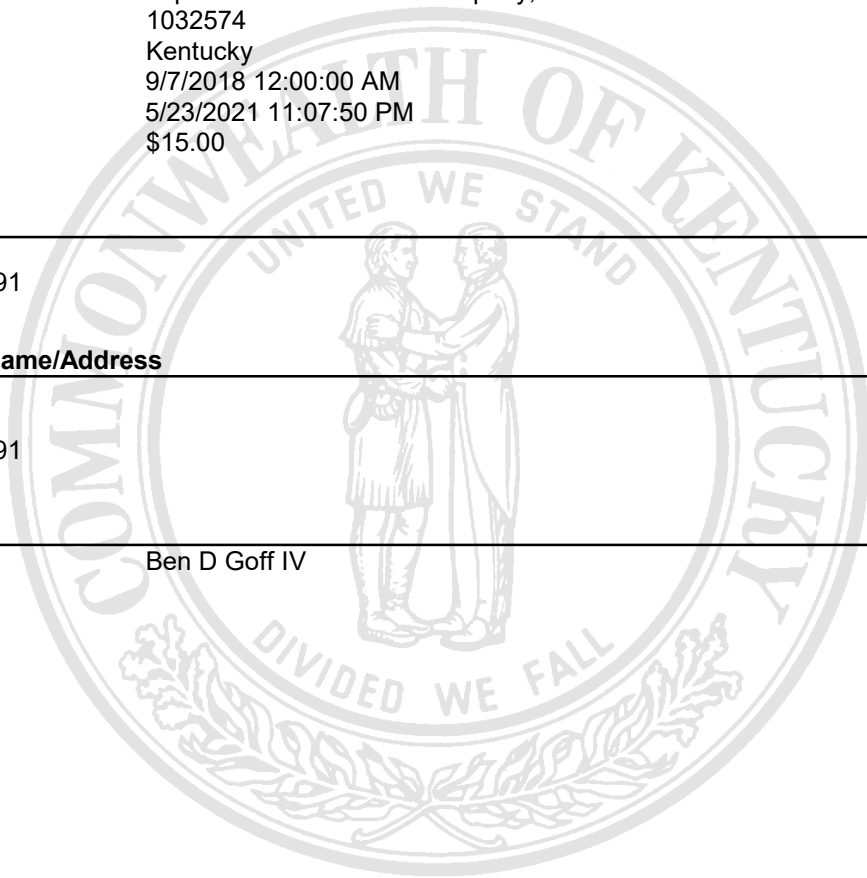 1032574
Kentucky
9/7/2018 12:00:00 AM
5/23/2021 11:07:50 PM
$15.00
91
ame/Address
91
Ben D Goff IV
COMMONWEALTH OF KENTUCKY
UNITED WE STAND
DIVIDED WE FALL